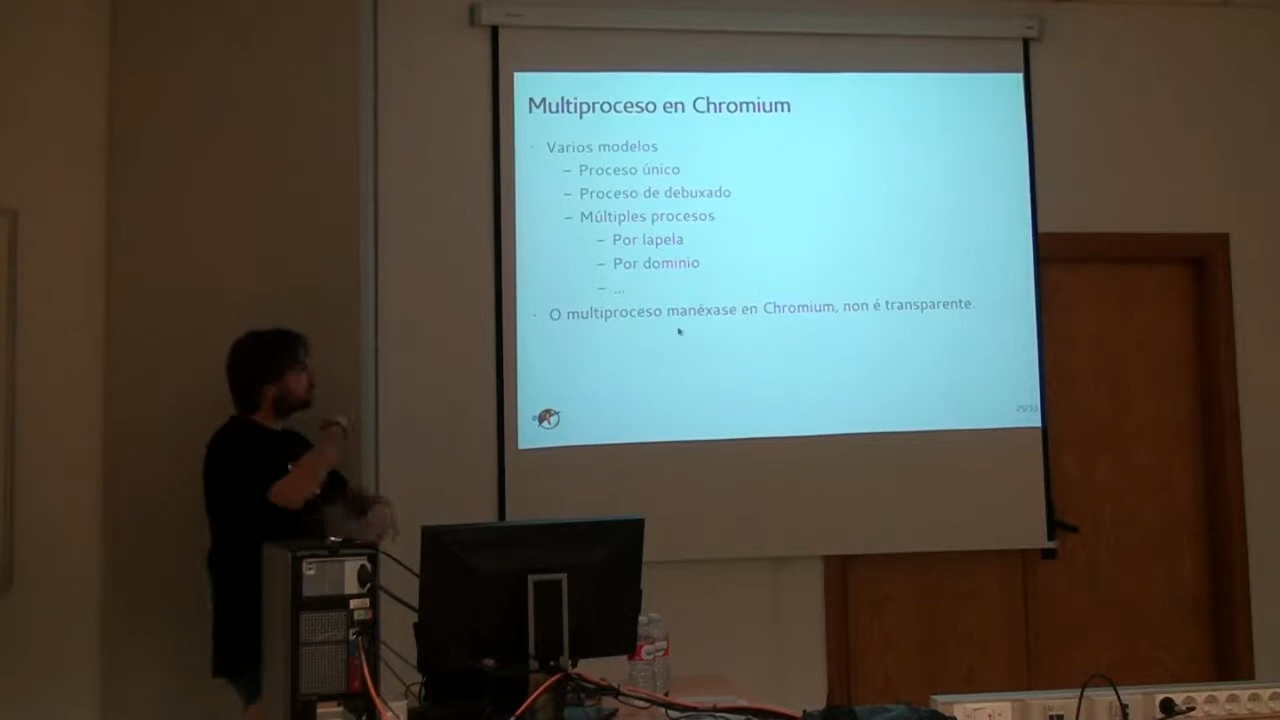 Multiproceso en Chromium
· Varios modelos
– Proceso único
– Proceso de debuxado
– Múltiples procesos
– Por lapela
– Por dominio
– ...
· O multiproceso manéxase en Chromium, non é transparente.